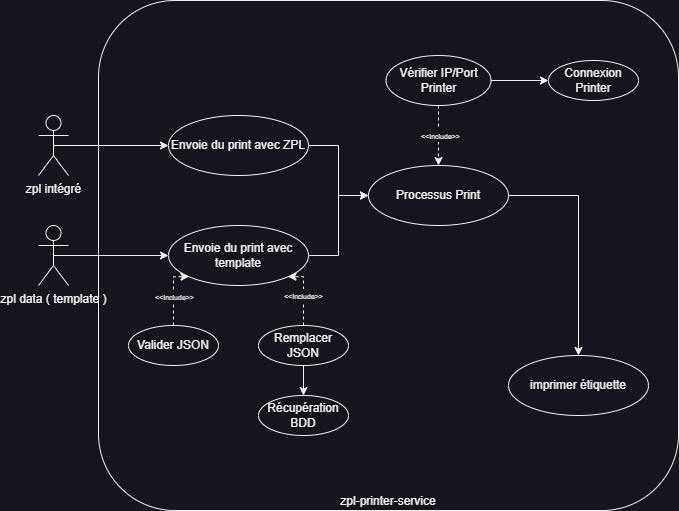 Vérifier IP/Port
Printer
Connexion
Printer
<<Include>>
Envoie du print avec ZPL
zpl intégré
Processus Print
Envoie du print avec
template
zpl data ( template )
<<Include>>
<<Include>>
Valider JSON
Remplacer
JSON
imprimer étiquette
Récupération
BDD
zpl-printer-service